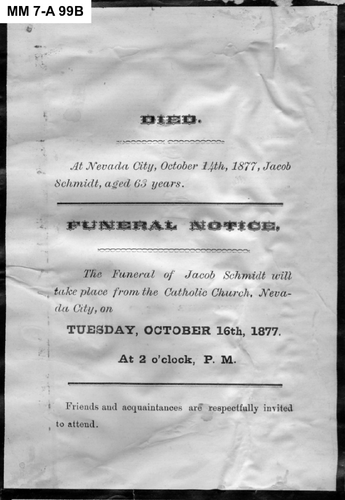 MM 7-A 99B
DIED.
At Nevada City, October 14th, 1877, Jacob
Schmidt, aged 63 years.
FUNERAL NOTICE.
The Funeral of Jacob Schmidt will
take place from the Catholic Church, Neva-
da City, on
TUESDAY, OCTOBER 16th, 1877.
At 2 o'clock, P. M.
Friends and acquaintances are respectfully invited
to attend.